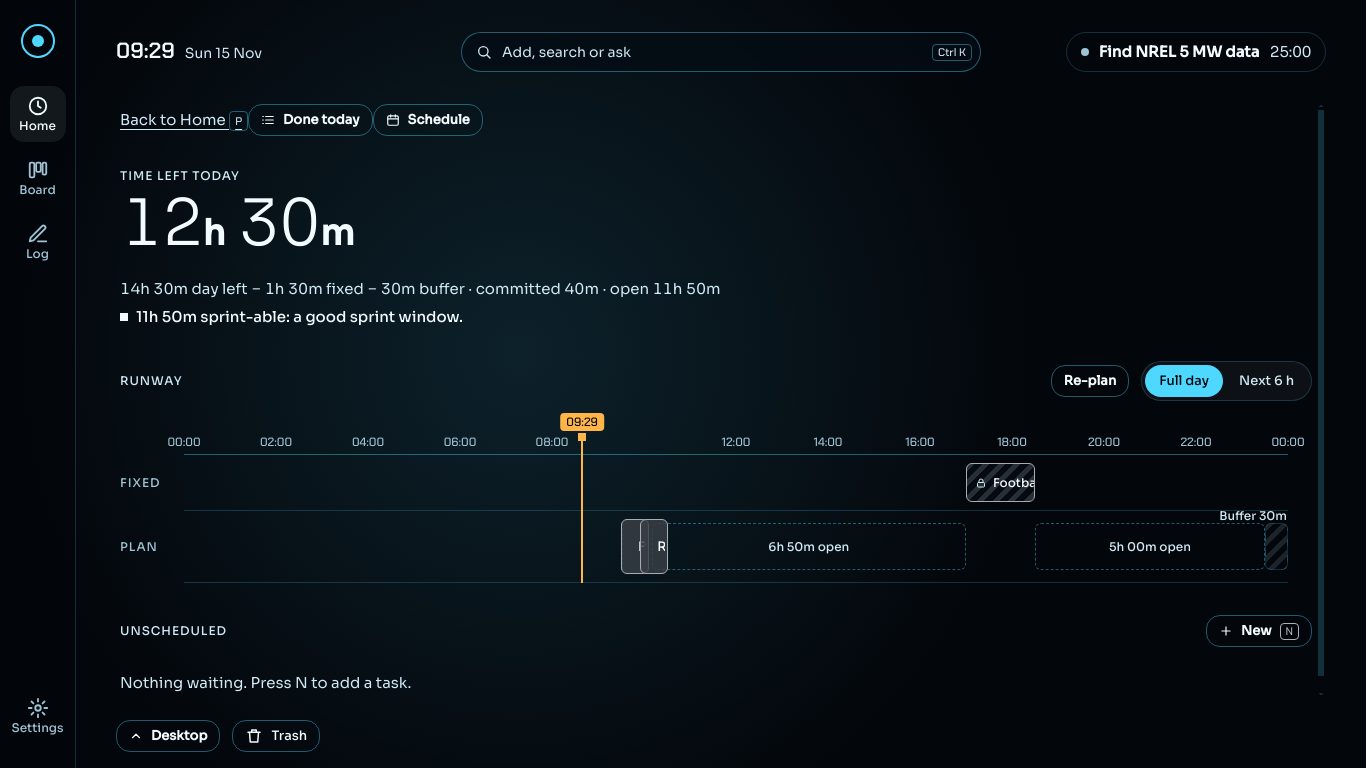 09:29 Sun 15 Nov
Add, search or ask Ctrl K
Find NREL 5 MW data 25:00
Home
Board
Log
Settings
Back to Home P
Done today
Schedule
TIME LEFT TODAY
12h 30m
14h 30m day left – 1h 30m fixed – 30m buffer · committed 40m · open 11h 50m
11h 50m sprint-able: a good sprint window.
RUNWAY
Re-plan
Full day
Next 6 h
09:29
00:00 02:00 04:00 06:00 08:00 12:00 14:00 16:00 18:00 20:00 22:00 00:00
FIXED
Footba
Buffer 30m
PLAN
F R 6h 50m open 5h 00m open
UNSCHEDULED
New N
Nothing waiting. Press N to add a task.
Desktop
Trash